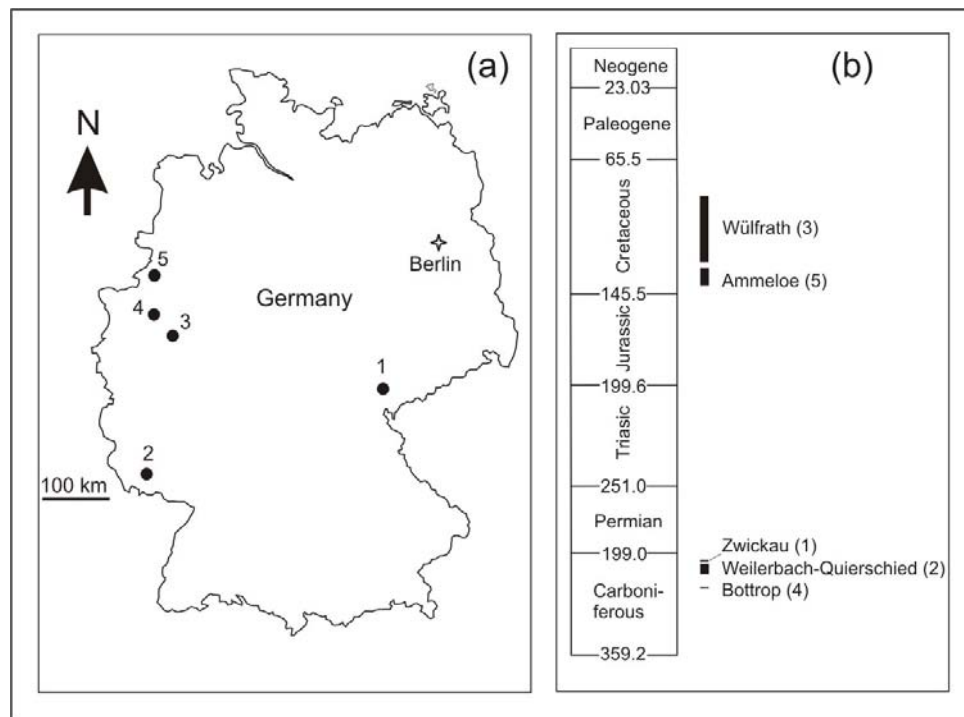 (a)
N
5
4
3
Berlin
Germany
1
2
100 km
(b)
Neogene
23.03
Paleogene
65.5
Cretaceous
Wülfrath (3)
Ammeloe (5)
145.5
Jurassic
199.6
Triasic
251.0
Permian
Zwickau (1)
199.0
Weilerbach-Quierschied (2)
Bottrop (4)
Carboni-
ferous
359.2